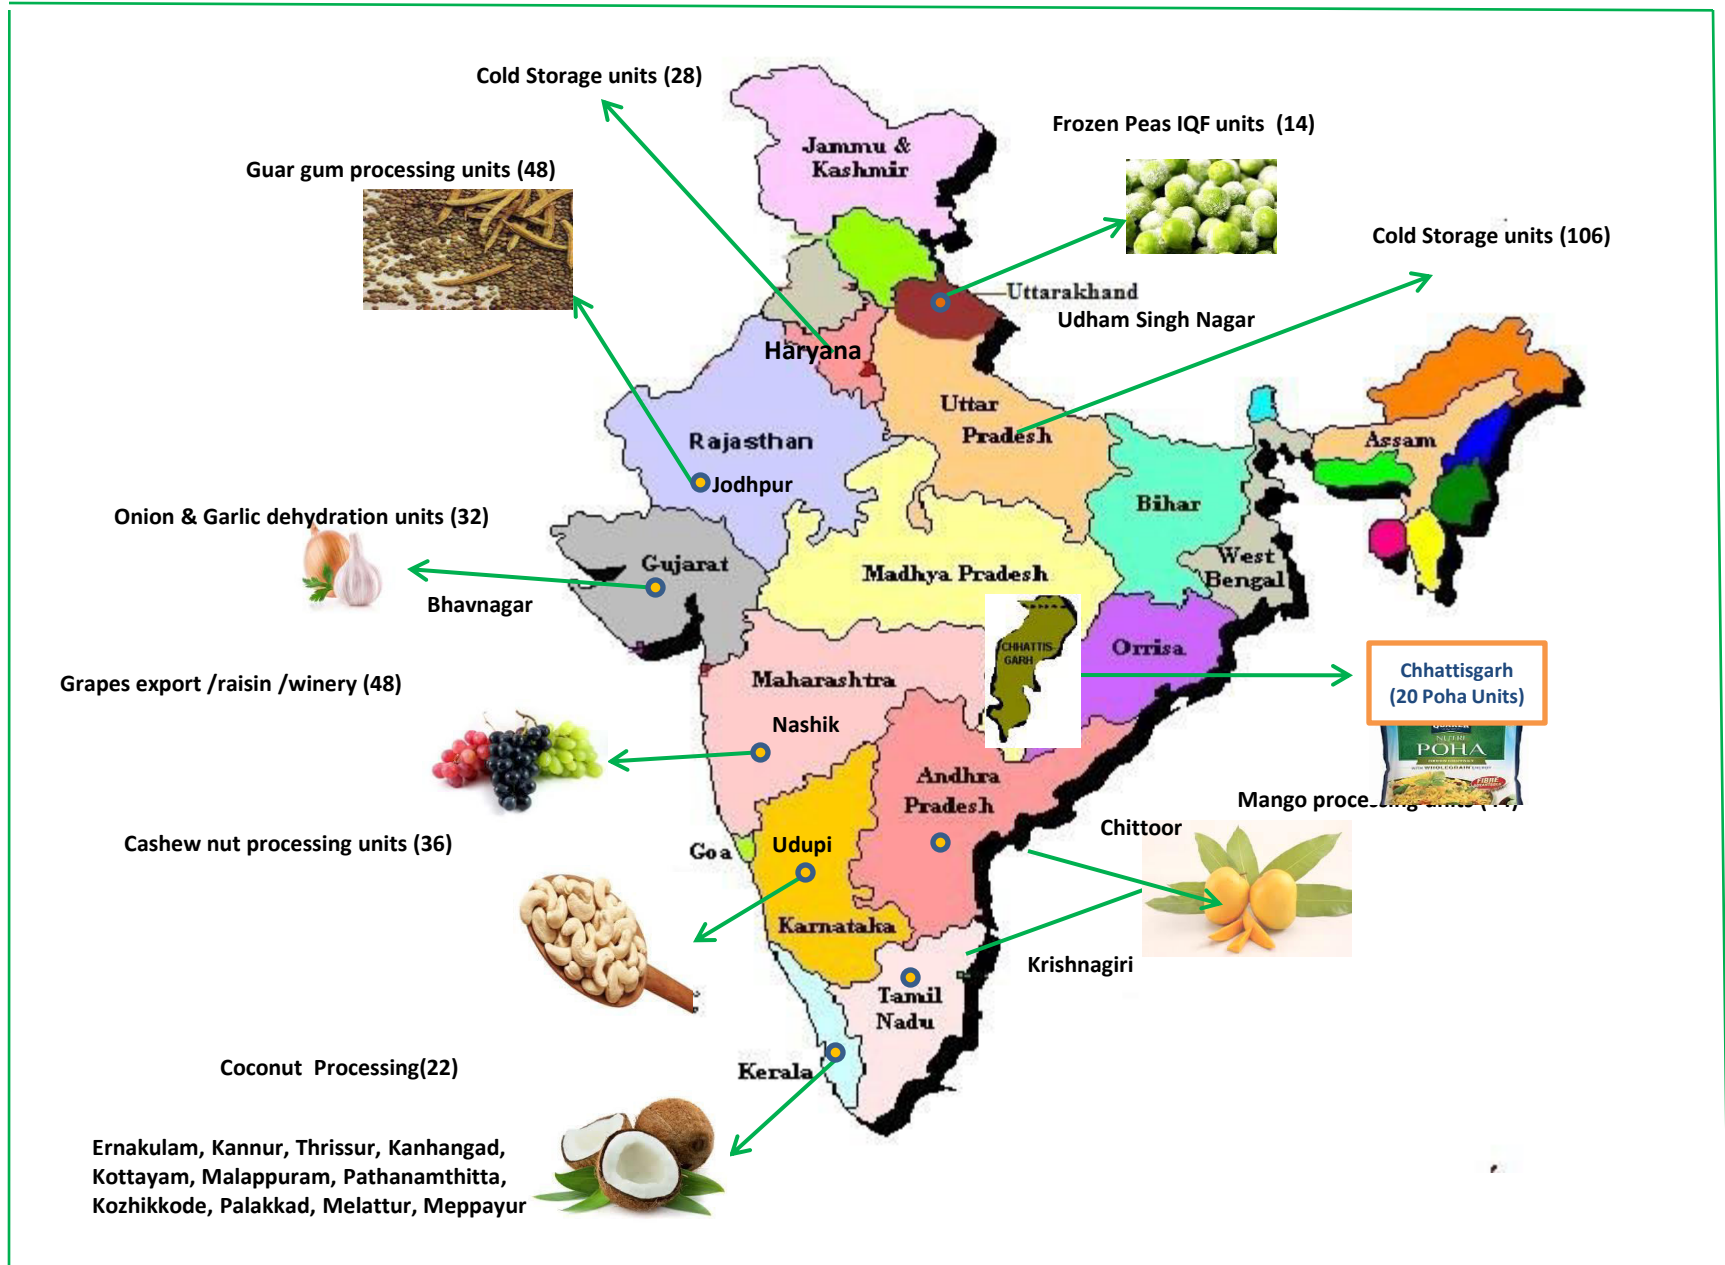 Cold Storage units (28)
Frozen Peas IQF units (14)
Jammu &
Kashmir
Guar gum processing units (48)
Cold Storage units (106)
Uttarakhand
Udham Singh Nagar
Haryana
Uttar
Pradesh
Rajasthan
Assam
Jodhpur
Bihar
Onion & Garlic dehydration units (32)
Gujarat
Madhya Pradesh
West
Bengal
Bhavnagar
CHHATTIS-
GARH
Orrisa
Chhattisgarh
(20 Poha Units)
Grapes export /raisin /winery (48)
Maharashtra
Nashik
POHA
FIBRE
Andhra
Pradesh
Mango processing units
Chittoor
Cashew nut processing units (36)
Goa
Udupi
Karnataka
Krishnagiri
Tamil
Nadu
Coconut Processing(22)
Kerala
Ernakulam, Kannur, Thrissur, Kanhangad,
Kottayam, Malappuram, Pathanamthitta,
Kozhikkode, Palakkad, Melattur, Meppayur